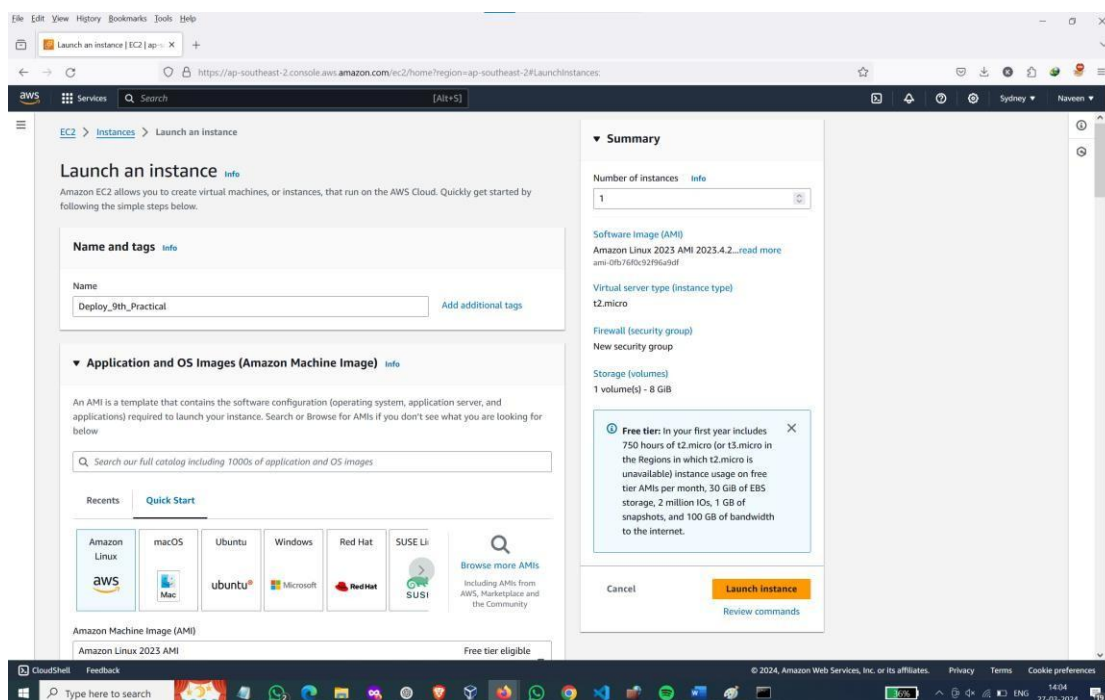 File Edit View History Bookmarks Tools Help
Launch an instance | EC2 | ap-s
https://ap-southeast-2.console.aws.amazon.com/ec2/home?region=ap-southeast-2#LaunchInstances:
aws Services Search [Alt+S] Sydney Naveen
EC2 > Instances > Launch an instance
Launch an instance Info
Amazon EC2 allows you to create virtual machines, or instances, that run on the AWS Cloud. Quickly get started by
following the simple steps below.
Name and tags Info
Name
Deploy_9th_Practical
Add additional tags
Application and OS Images (Amazon Machine Image) Info
An AMI is a template that contains the software configuration (operating system, application server, and
applications) required to launch your instance. Search or Browse for AMIs if you don't see what you are looking for
below
Search our full catalog including 1000s of application and OS images
Recents Quick Start
Amazon
Linux
aws
macOS
Mac
Ubuntu
ubuntu®
Windows
Microsoft
Red Hat
RedHat
SUSE Li
SUSI
Browse more AMIs
Including AMIs from
AWS, Marketplace and
the Community
Amazon Machine Image (AMI)
Amazon Linux 2023 AMI
Free tier eligible
Summary
Number of instances Info
1
Software Image (AMI)
Amazon Linux 2023 AMI 2023.4.2...read more
ami-0fb76f0c92f96a9df
Virtual server type (instance type)
t2.micro
Firewall (security group)
New security group
Storage (volumes)
1 volume(s) - 8 GiB
Free tier: In your first year includes
750 hours of t2.micro (or t3.micro in
the Regions in which t2.micro is
unavailable) instance usage on free
tier AMIs per month, 30 GiB of EBS
storage, 2 million IOs, 1 GB of
snapshots, and 100 GB of bandwidth
to the internet.
Cancel
Launch instance
Review commands
CloudShell Feedback
© 2024, Amazon Web Services, Inc. or its affiliates. Privacy Terms Cookie preferences
Type here to search
ENG
14:04